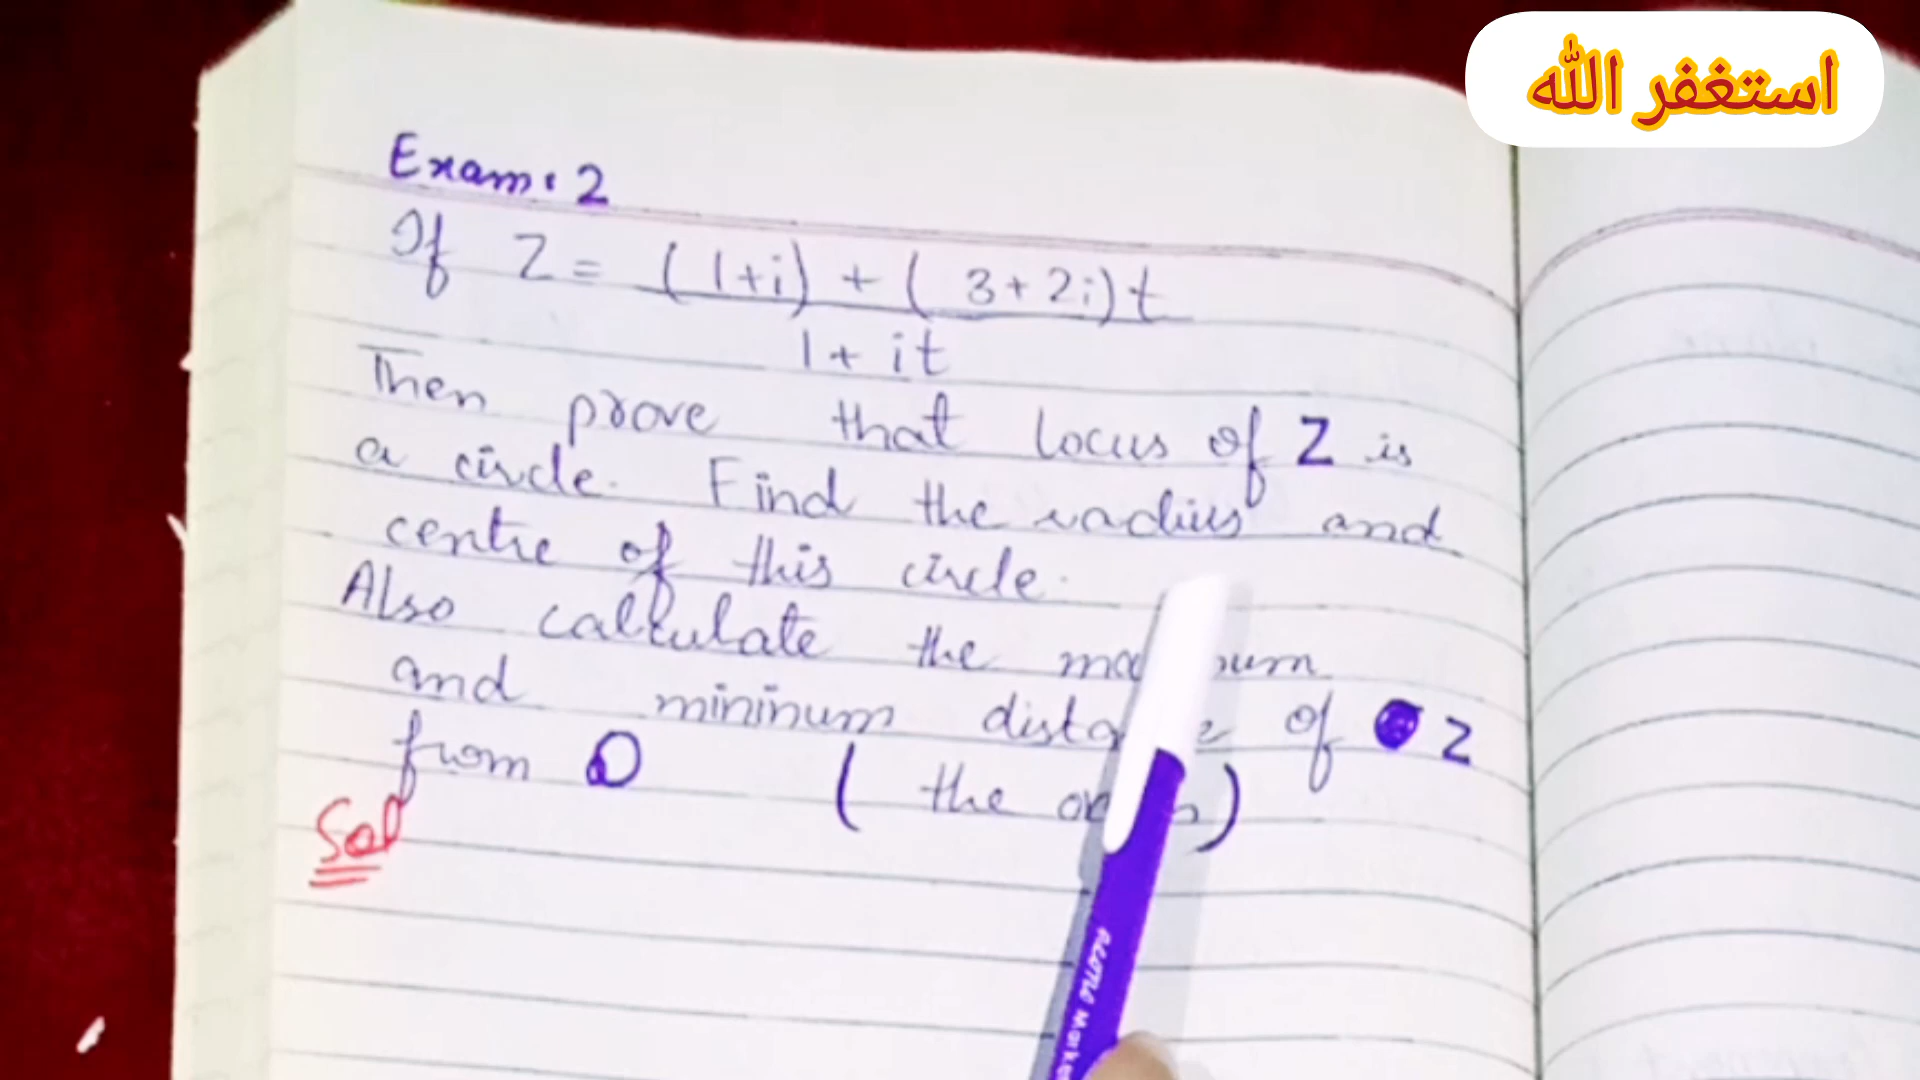 استغفر الله
Exam. 2
If Z = (1+i) + (3+2i)t
1 + it
Then prove that locus of Z is
a circle. Find the radius and
centre of this circle.
Also calculate the
and mininum of Z
from O ( the )
Sol